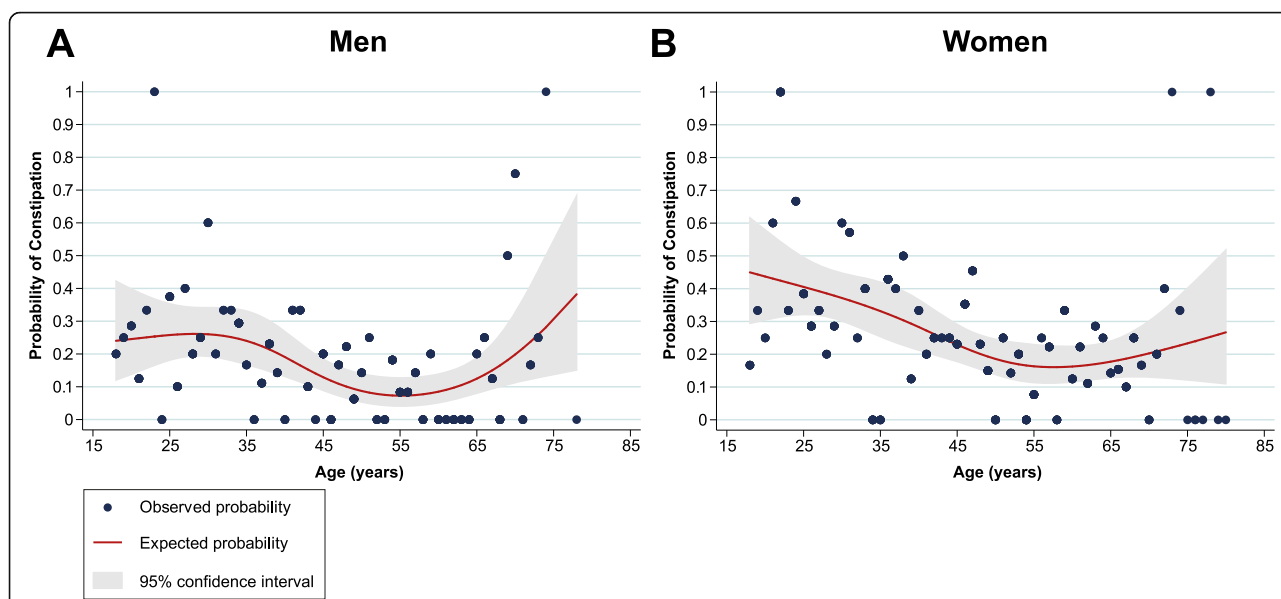 A
Men
Probability of Constipation
1
0.9
0.8
0.7
0.6
0.5
0.4
0.3
0.2
0.1
0
15 25 35 45 55 65 75 85
Age (years)
B
Women
Probability of Constipation
1
0.9
0.8
0.7
0.6
0.5
0.4
0.3
0.2
0.1
0
15 25 35 45 55 65 75 85
Age (years)
Observed probability
Expected probability
95% confidence interval